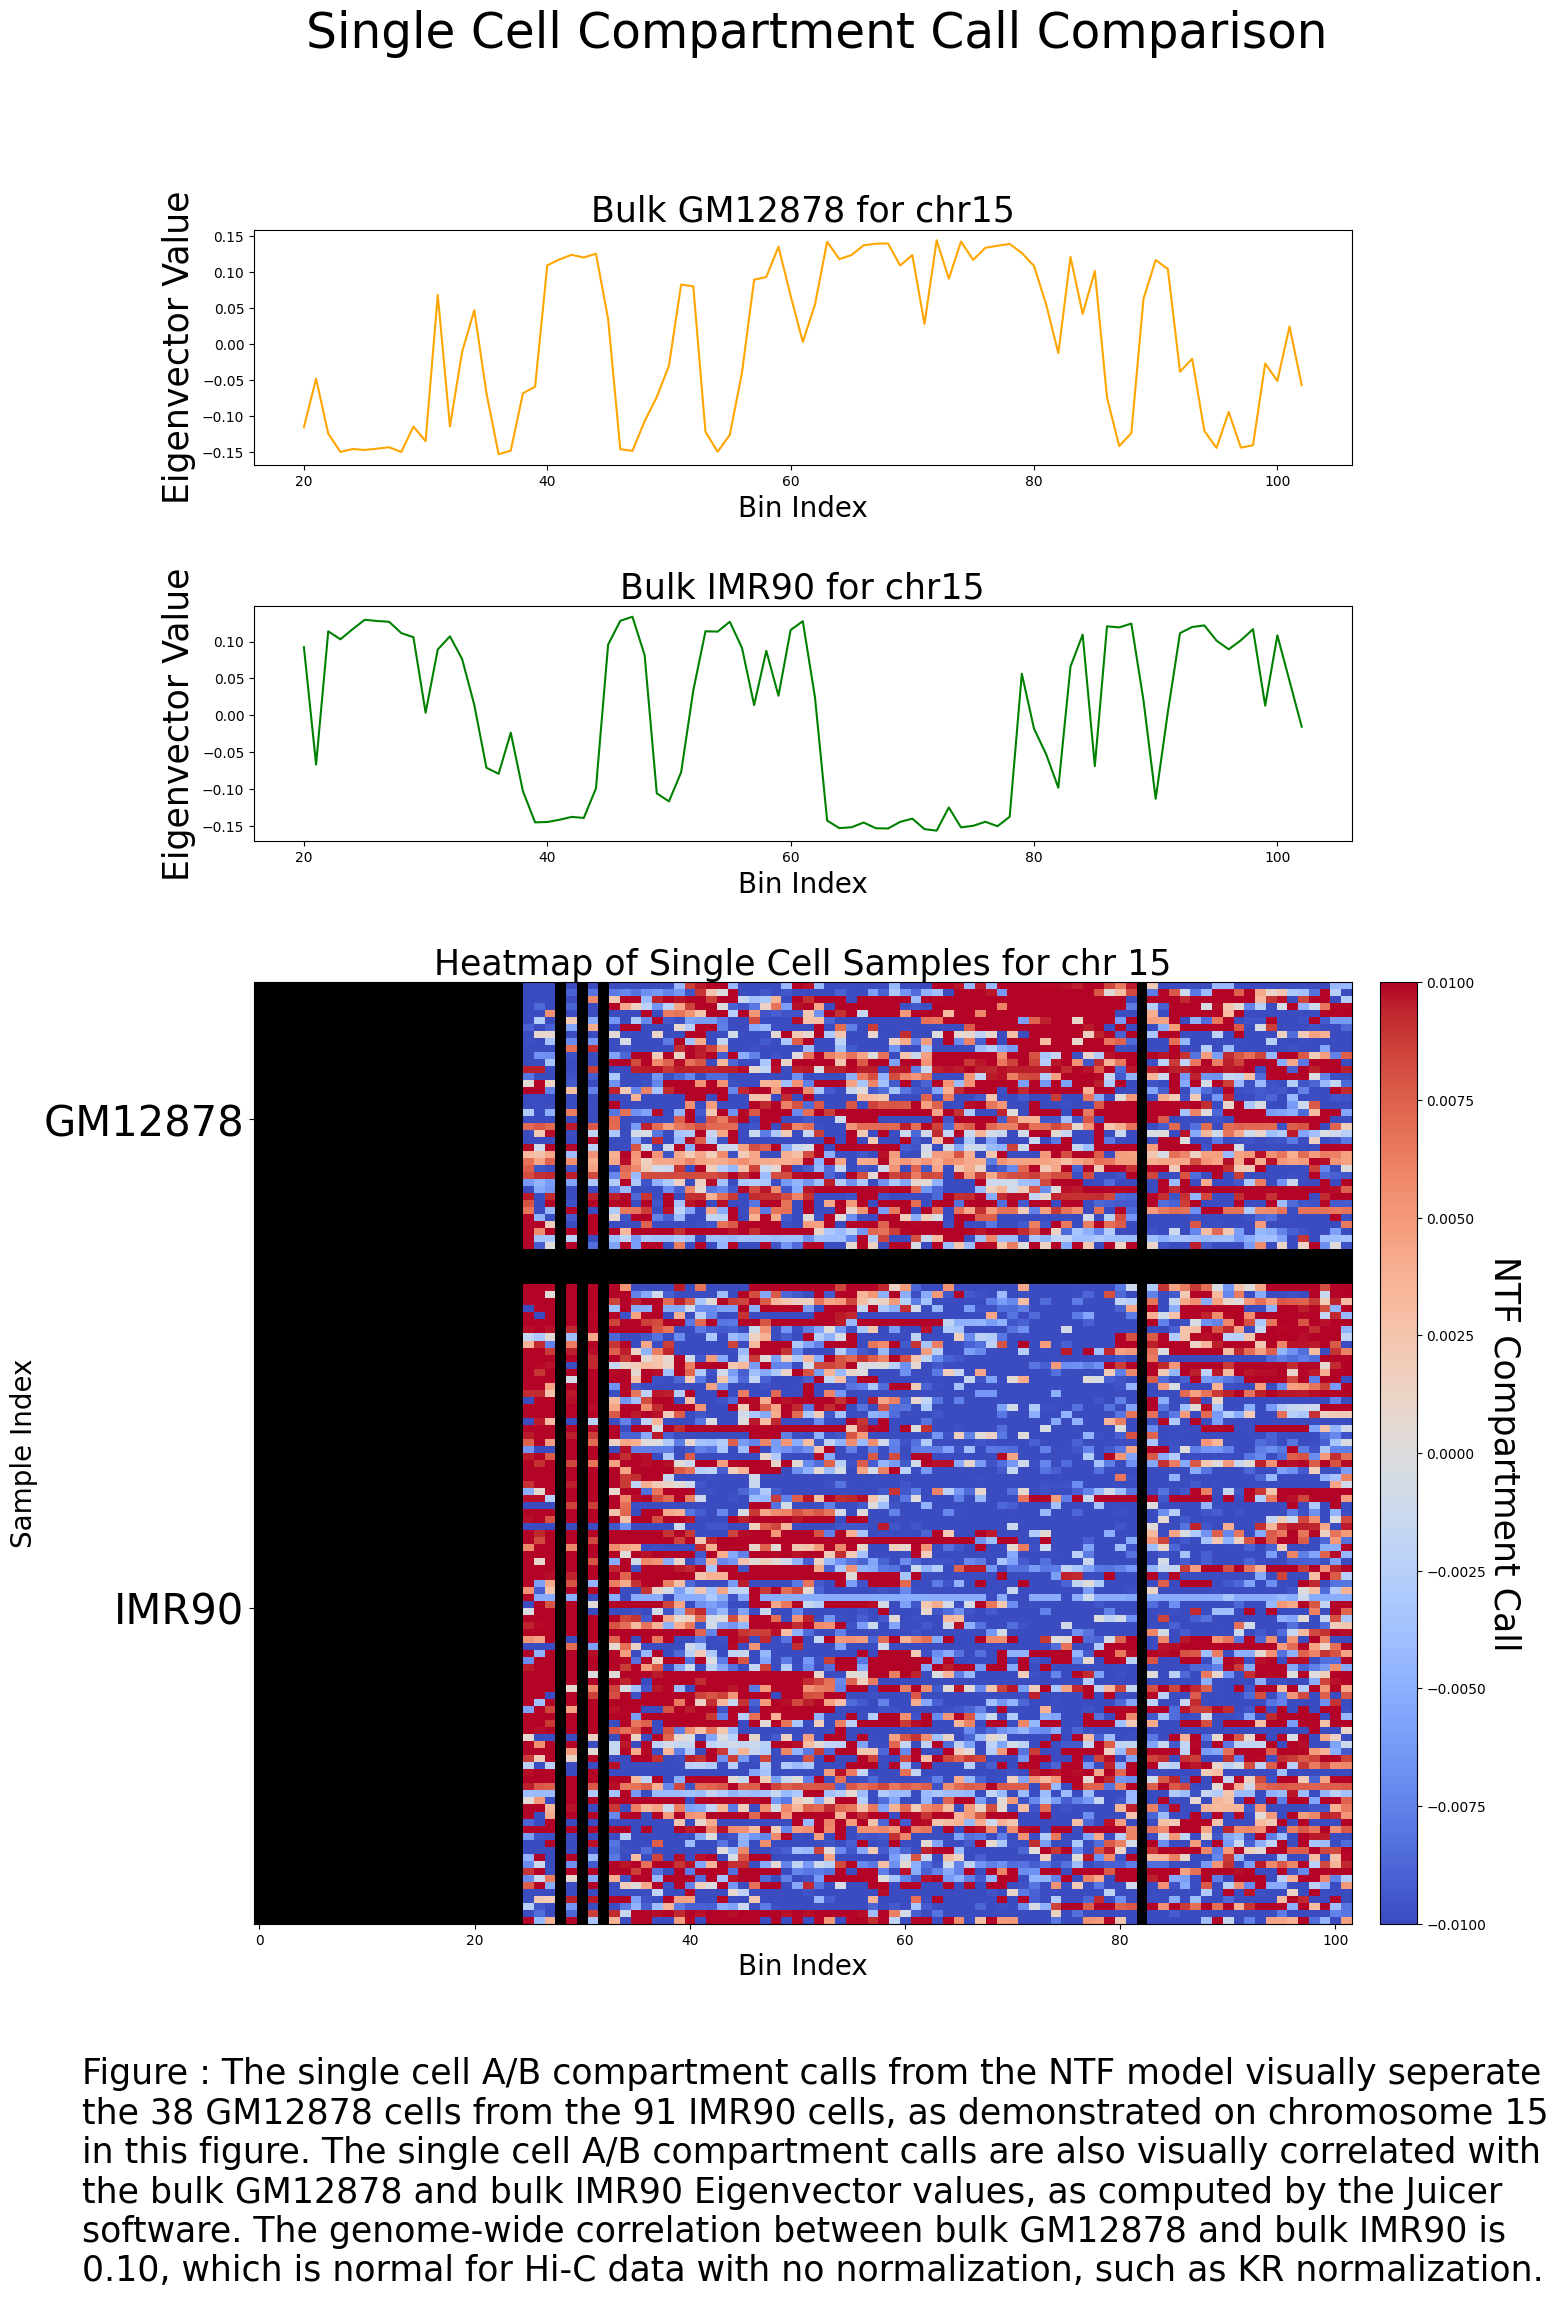 Single Cell Compartment Call Comparison
Bulk GM12878 for chr15
Eigenvector Value
0.15
0.10
0.05
0.00
−0.05
−0.10
−0.15
20
40
60
80
100
Bin Index
Bulk IMR90 for chr15
Eigenvector Value
0.10
0.05
0.00
−0.05
−0.10
−0.15
20
40
60
80
100
Bin Index
Heatmap of Single Cell Samples for chr 15
Sample Index
GM12878
IMR90
0
20
40
60
80
100
Bin Index
0.0100
0.0075
0.0050
0.0025
0.0000
−0.0025
−0.0050
−0.0075
−0.0100
NTF Compartment Call
Figure : The single cell A/B compartment calls from the NTF model visually seperate
the 38 GM12878 cells from the 91 IMR90 cells, as demonstrated on chromosome 15
in this figure. The single cell A/B compartment calls are also visually correlated with
the bulk GM12878 and bulk IMR90 Eigenvector values, as computed by the Juicer
software. The genome-wide correlation between bulk GM12878 and bulk IMR90 is
0.10, which is normal for Hi-C data with no normalization, such as KR normalization.